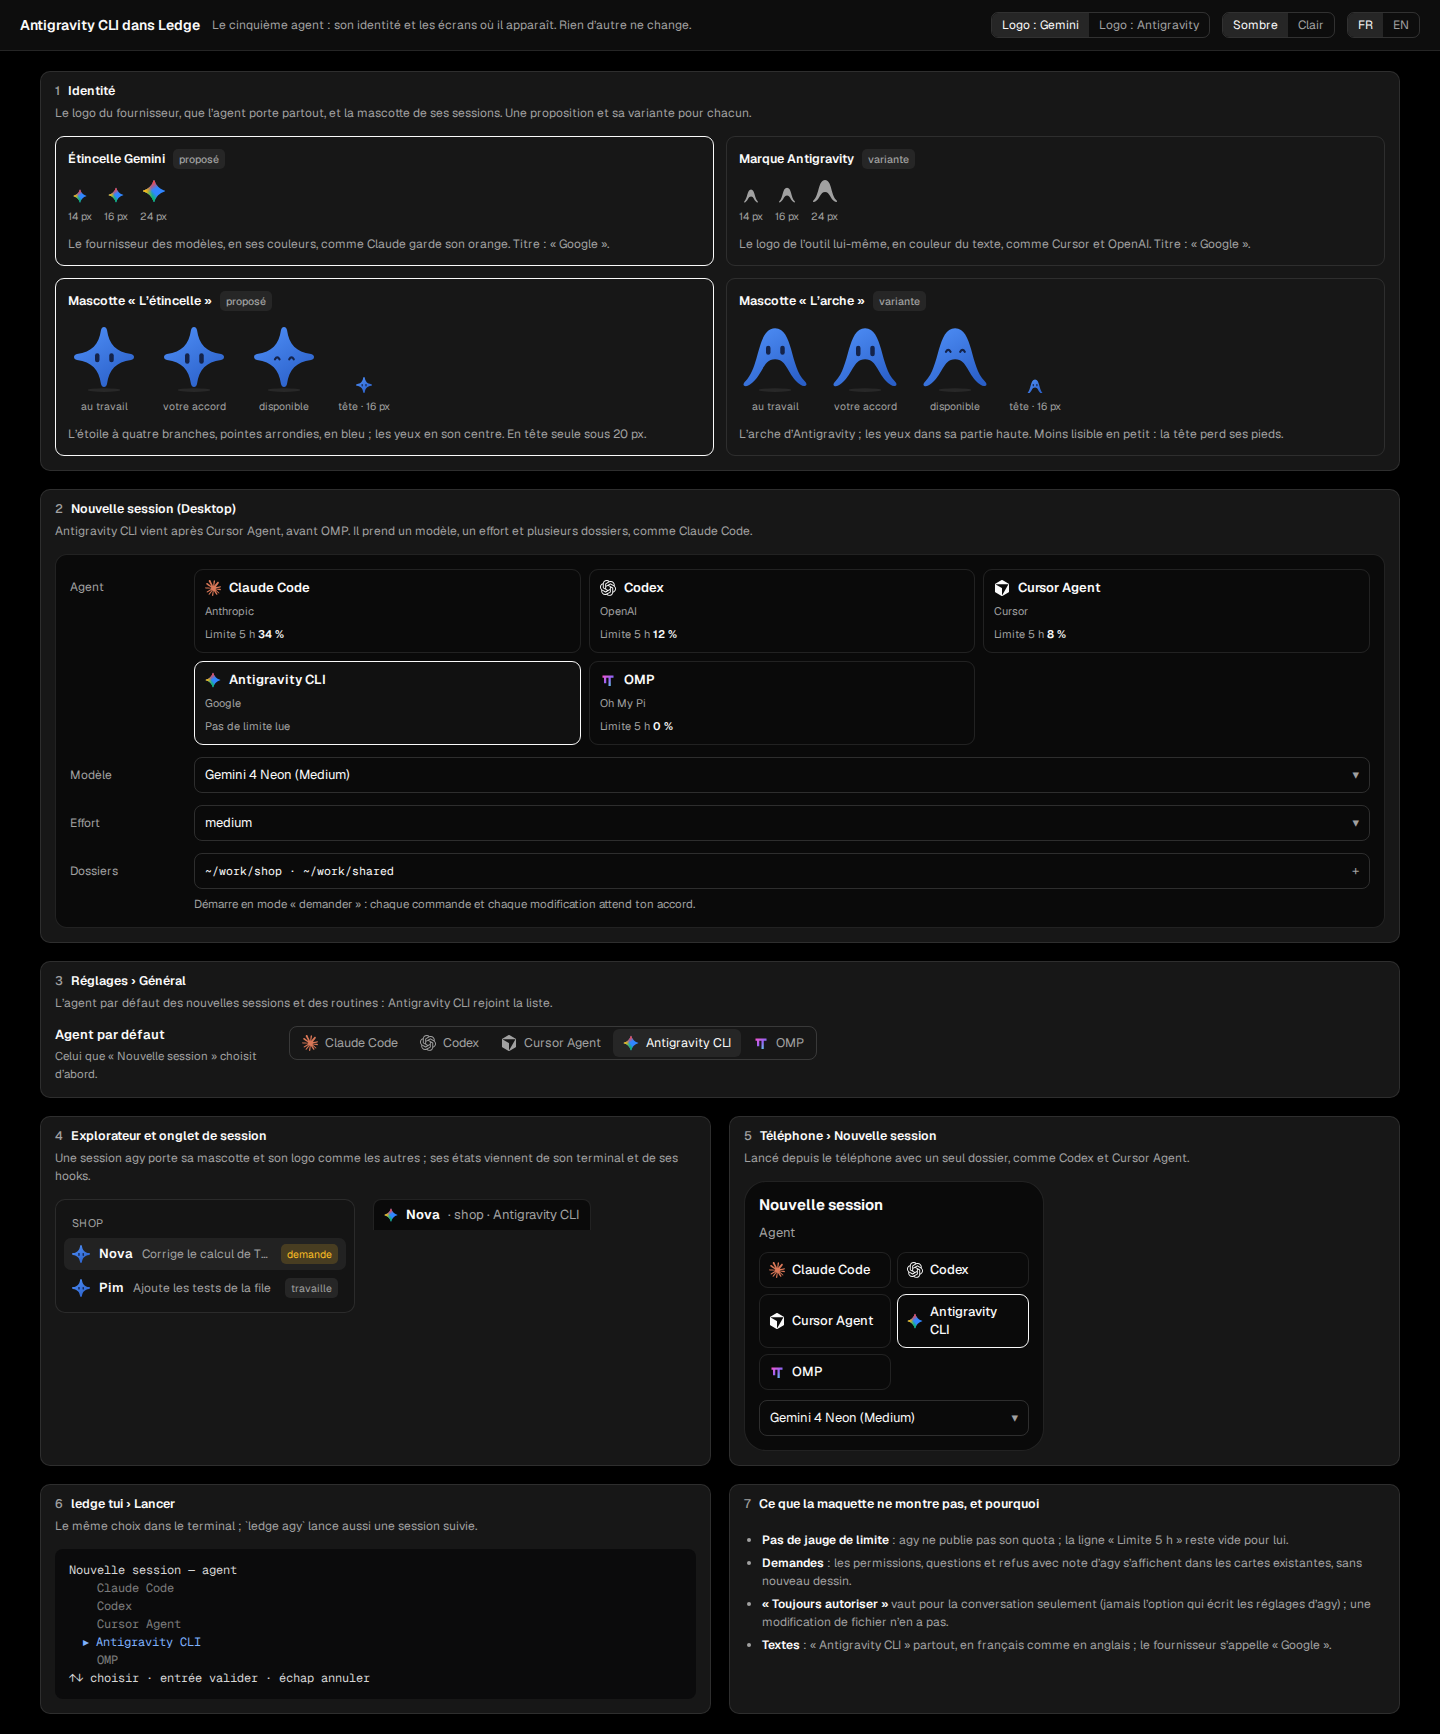 Antigravity CLI dans Ledge Le cinquième agent : son identité et les écrans où il apparaît. Rien d'autre ne change.
Logo : Gemini Logo : Antigravity Sombre Clair FR EN
1 Identité
Le logo du fournisseur, que l'agent porte partout, et la mascotte de ses sessions. Une proposition et sa variante pour chacun.
Étincelle Gemini proposé
14 px 16 px 24 px
Le fournisseur des modèles, en ses couleurs, comme Claude garde son orange. Titre : « Google ».
Marque Antigravity variante
14 px 16 px 24 px
Le logo de l'outil lui-même, en couleur du texte, comme Cursor et OpenAI. Titre : « Google ».
Mascotte « L'étincelle » proposé
au travail votre accord disponible tête · 16 px
L'étoile à quatre branches, pointes arrondies, en bleu ; les yeux en son centre. En tête seule sous 20 px.
Mascotte « L'arche » variante
au travail votre accord disponible tête · 16 px
L'arche d'Antigravity ; les yeux dans sa partie haute. Moins lisible en petit : la tête perd ses pieds.
2 Nouvelle session (Desktop)
Antigravity CLI vient après Cursor Agent, avant OMP. Il prend un modèle, un effort et plusieurs dossiers, comme Claude Code.
Agent
Claude Code
Anthropic
Limite 5 h 34 %
Codex
OpenAI
Limite 5 h 12 %
Cursor Agent
Cursor
Limite 5 h 8 %
Antigravity CLI
Google
Pas de limite lue
OMP
Oh My Pi
Limite 5 h 0 %
Modèle Gemini 4 Neon (Medium) ▾
Effort medium ▾
Dossiers ~/work/shop · ~/work/shared +
Démarre en mode « demander » : chaque commande et chaque modification attend ton accord.
3 Réglages › Général
L'agent par défaut des nouvelles sessions et des routines : Antigravity CLI rejoint la liste.
Agent par défaut
Celui que « Nouvelle session » choisit
d'abord.
Claude Code Codex Cursor Agent Antigravity CLI OMP
4 Explorateur et onglet de session
Une session agy porte sa mascotte et son logo comme les autres ; ses états viennent de son terminal et de ses
hooks.
SHOP
Nova Corrige le calcul de T… demande
Pim Ajoute les tests de la file travaille
Nova · shop · Antigravity CLI
5 Téléphone › Nouvelle session
Lancé depuis le téléphone avec un seul dossier, comme Codex et Cursor Agent.
Nouvelle session
Agent
Claude Code
Codex
Cursor Agent
Antigravity
CLI
OMP
Gemini 4 Neon (Medium) ▾
6 ledge tui › Lancer
Le même choix dans le terminal ; `ledge agy` lance aussi une session suivie.
Nouvelle session — agent
Claude Code
Codex
Cursor Agent
▸ Antigravity CLI
OMP
↑↓ choisir · entrée valider · échap annuler
7 Ce que la maquette ne montre pas, et pourquoi
• Pas de jauge de limite : agy ne publie pas son quota ; la ligne « Limite 5 h » reste vide pour lui.
• Demandes : les permissions, questions et refus avec note d'agy s'affichent dans les cartes existantes, sans
nouveau dessin.
• « Toujours autoriser » vaut pour la conversation seulement (jamais l'option qui écrit les réglages d'agy) ; une
modification de fichier n'en a pas.
• Textes : « Antigravity CLI » partout, en français comme en anglais ; le fournisseur s'appelle « Google ».